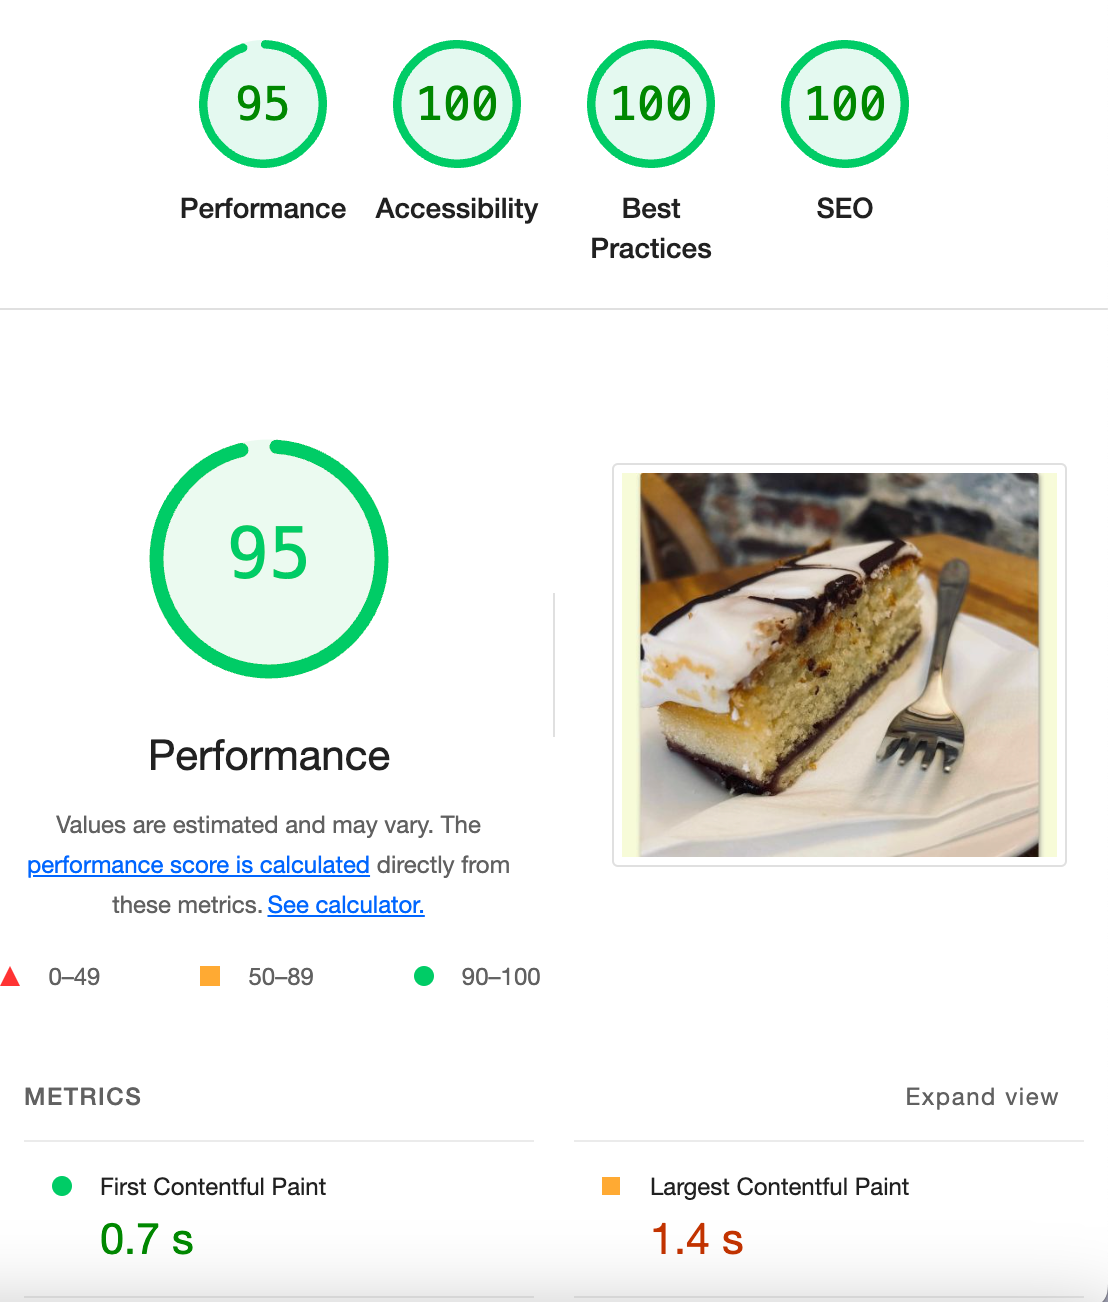 95
100
100
100
Performance
Accessibility
Best
Practices
SEO
95
Performance
Values are estimated and may vary. The
performance score is calculated directly from
these metrics. See calculator.
0–49
50–89
90–100
METRICS
Expand view
First Contentful Paint
0.7 s
Largest Contentful Paint
1.4 s